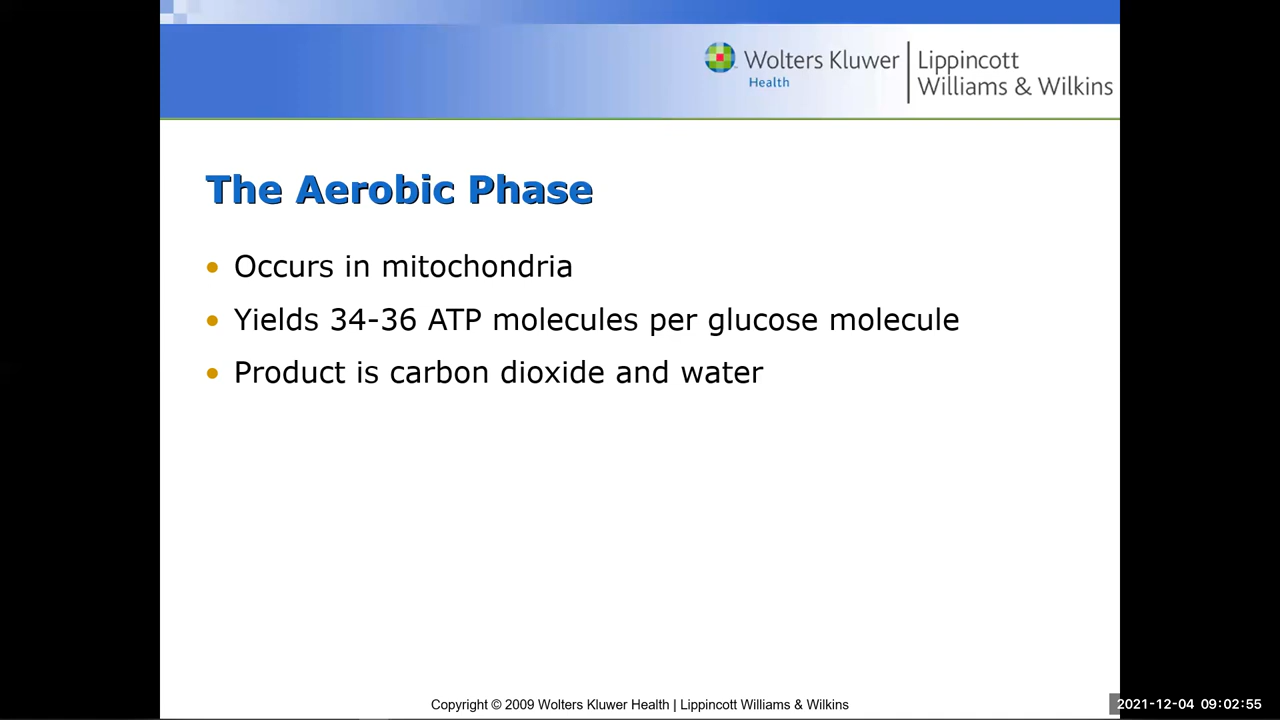 Wolters Kluwer
Health
Lippincott
Williams & Wilkins
The Aerobic Phase
• Occurs in mitochondria
• Yields 34-36 ATP molecules per glucose molecule
• Product is carbon dioxide and water
Copyright © 2009 Wolters Kluwer Health | Lippincott Williams & Wilkins
2021-12-04 09:02:55